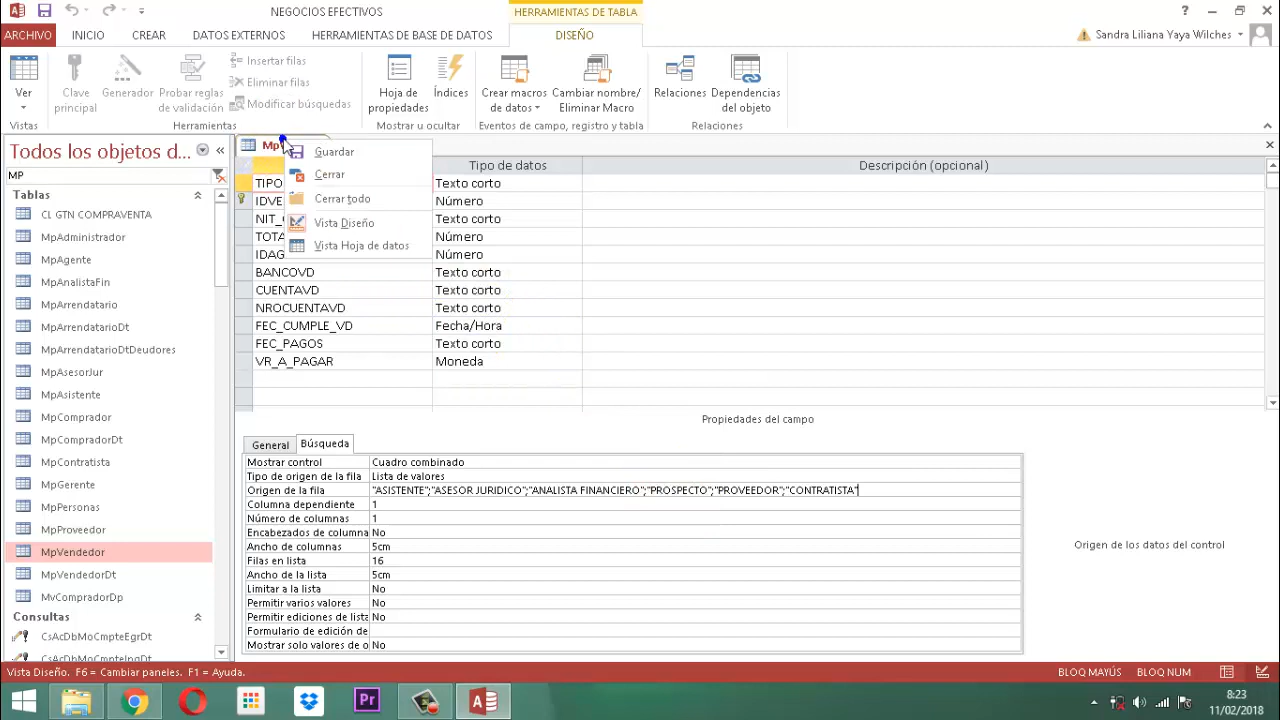 NEGOCIOS EFECTIVOS
HERRAMIENTAS DE TABLA
?
ARCHIVO
INICIO
CREAR
DATOS EXTERNOS
HERRAMIENTAS DE BASE DE DATOS
DISEÑO
Sandra Liliana Yaya Wilches
Ver
Clave principal
Generador
Probar reglas de validación
Insertar filas
Eliminar filas
Modificar búsquedas
Hoja de propiedades
Índices
Crear macros de datos
Cambiar nombre/ Eliminar Macro
Relaciones
Dependencias del objeto
Vistas
Herramientas
Mostrar u ocultar
Eventos de campo, registro y tabla
Relaciones
Todos los objetos d...
MP
Tablas
CL GTN COMPRAVENTA
MpAdministrador
MpAgente
MpAnalistaFin
MpArrendatario
MpArrendatarioDt
MpArrendatarioDtDeudores
MpAsesorJur
MpAsistente
MpComprador
MpCompradorDt
MpContratista
MpGerente
MpPersonas
MpProveedor
MpVendedor
MpVendedorDt
MvCompradorDp
Consultas
CsAcDbMoCmpteEgrDt
CsAcDbMoCmpteIngDt
Guardar
Cerrar
Cerrar todo
Vista Diseño
Vista Hoja de datos
Tipo de datos
Descripción (opcional)
TIPO
Texto corto
IDVE
Número
NIT_
Texto corto
TOTA
Número
IDAG
Número
BANCOVD
Texto corto
CUENTAVD
Texto corto
NROCUENTAVD
Texto corto
FEC_CUMPLE_VD
Fecha/Hora
FEC_PAGOS
Texto corto
VR_A_PAGAR
Moneda
Propiedades del campo
General
Búsqueda
Mostrar control
Cuadro combinado
Tipo de origen de la fila
Lista de valores
Origen de la fila
"ASISTENTE";"ASESOR JURIDICO";"ANALISTA FINANCIERO";"PROSPECTO";"PROVEEDOR";"CONTRATISTA"
Columna dependiente
1
Número de columnas
1
Encabezados de columna
No
Ancho de columnas
5cm
Filas en lista
16
Ancho de la lista
5cm
Limitar a la lista
No
Permitir varios valores
No
Permitir ediciones de lista
No
Formulario de edición de
Mostrar solo valores de o
No
Origen de los datos del control
Vista Diseño. F6 = Cambiar paneles. F1 = Ayuda.
BLOQ MAYÚS
BLOQ NUM
Pr
8:23
11/02/2018